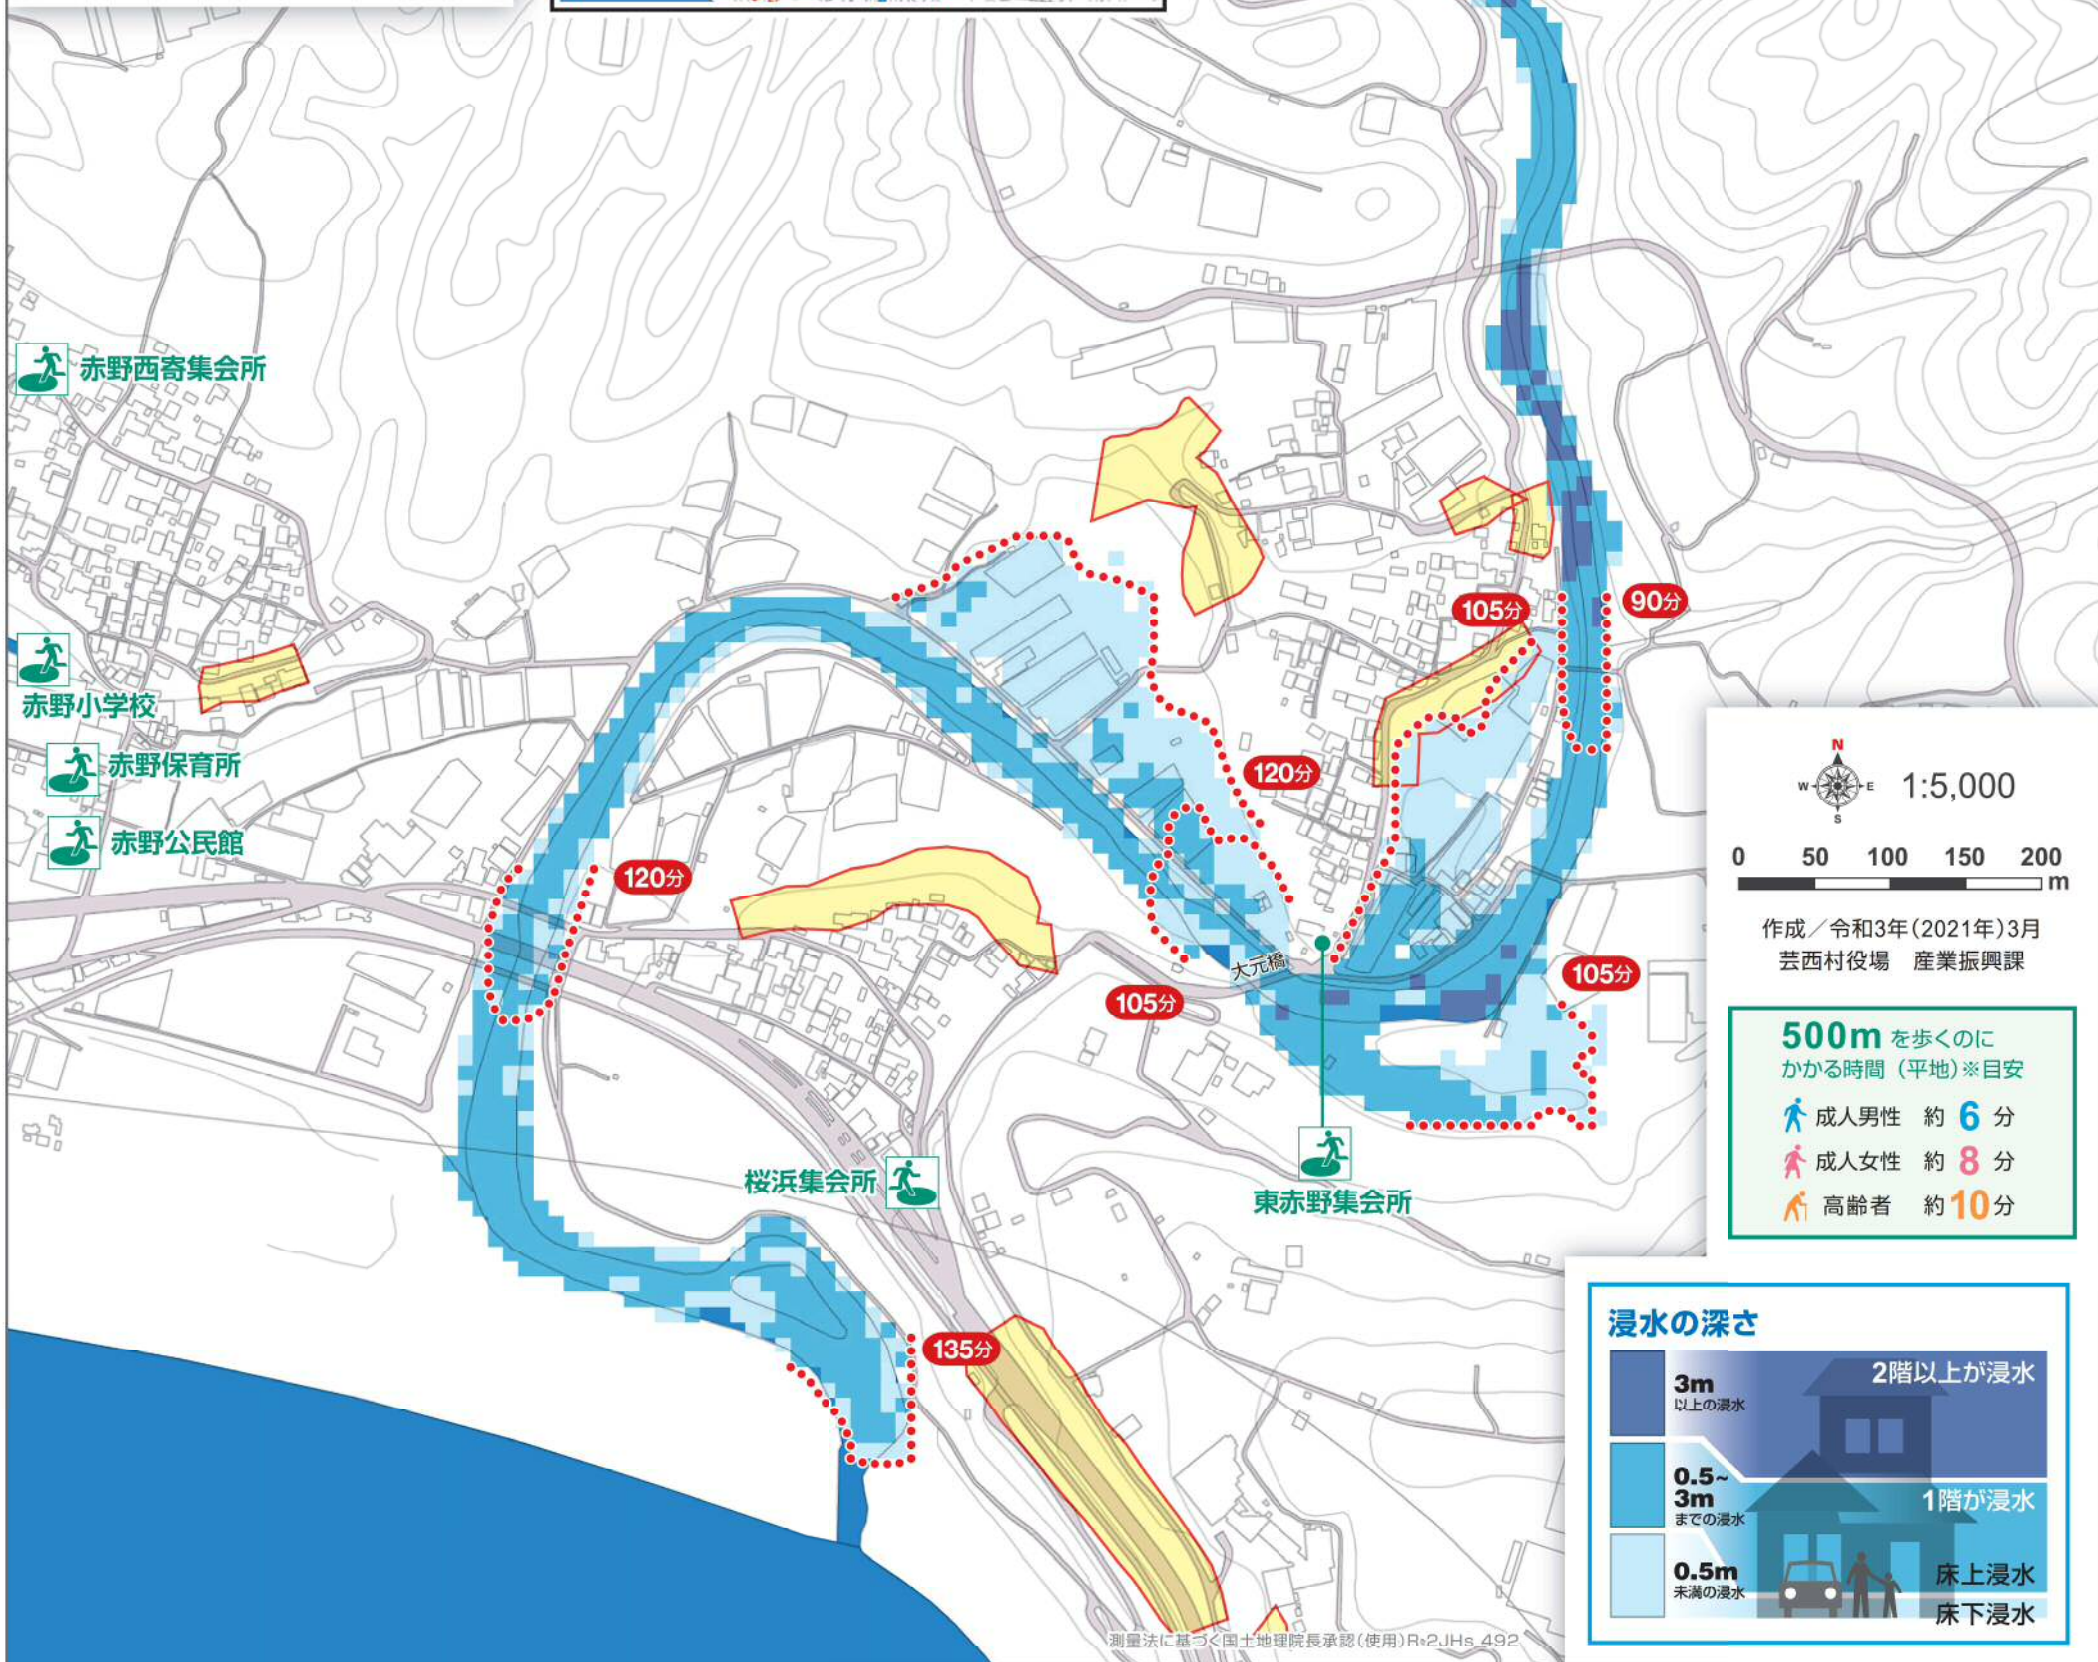 赤野西寄集会所
赤野小学校
赤野保育所
赤野公民館
105分
90分
120分
120分
大元橋
105分
105分
桜浜集会所
東赤野集会所
135分
N
W
E
S
1:5,000
0 50 100 150 200
m
作成／令和3年(2021年)3月
芸西村役場 産業振興課
500m を歩くのに
かかる時間（平地）※目安
成人男性 約 6 分
成人女性 約 8 分
高齢者 約 10 分
浸水の深さ
3m
以上の浸水
2階以上が浸水
0.5~
3m
までの浸水
1階が浸水
0.5m
未満の浸水
床上浸水
床下浸水
測量法に基づく国土地理院長承認(使用)R 2JHs 492